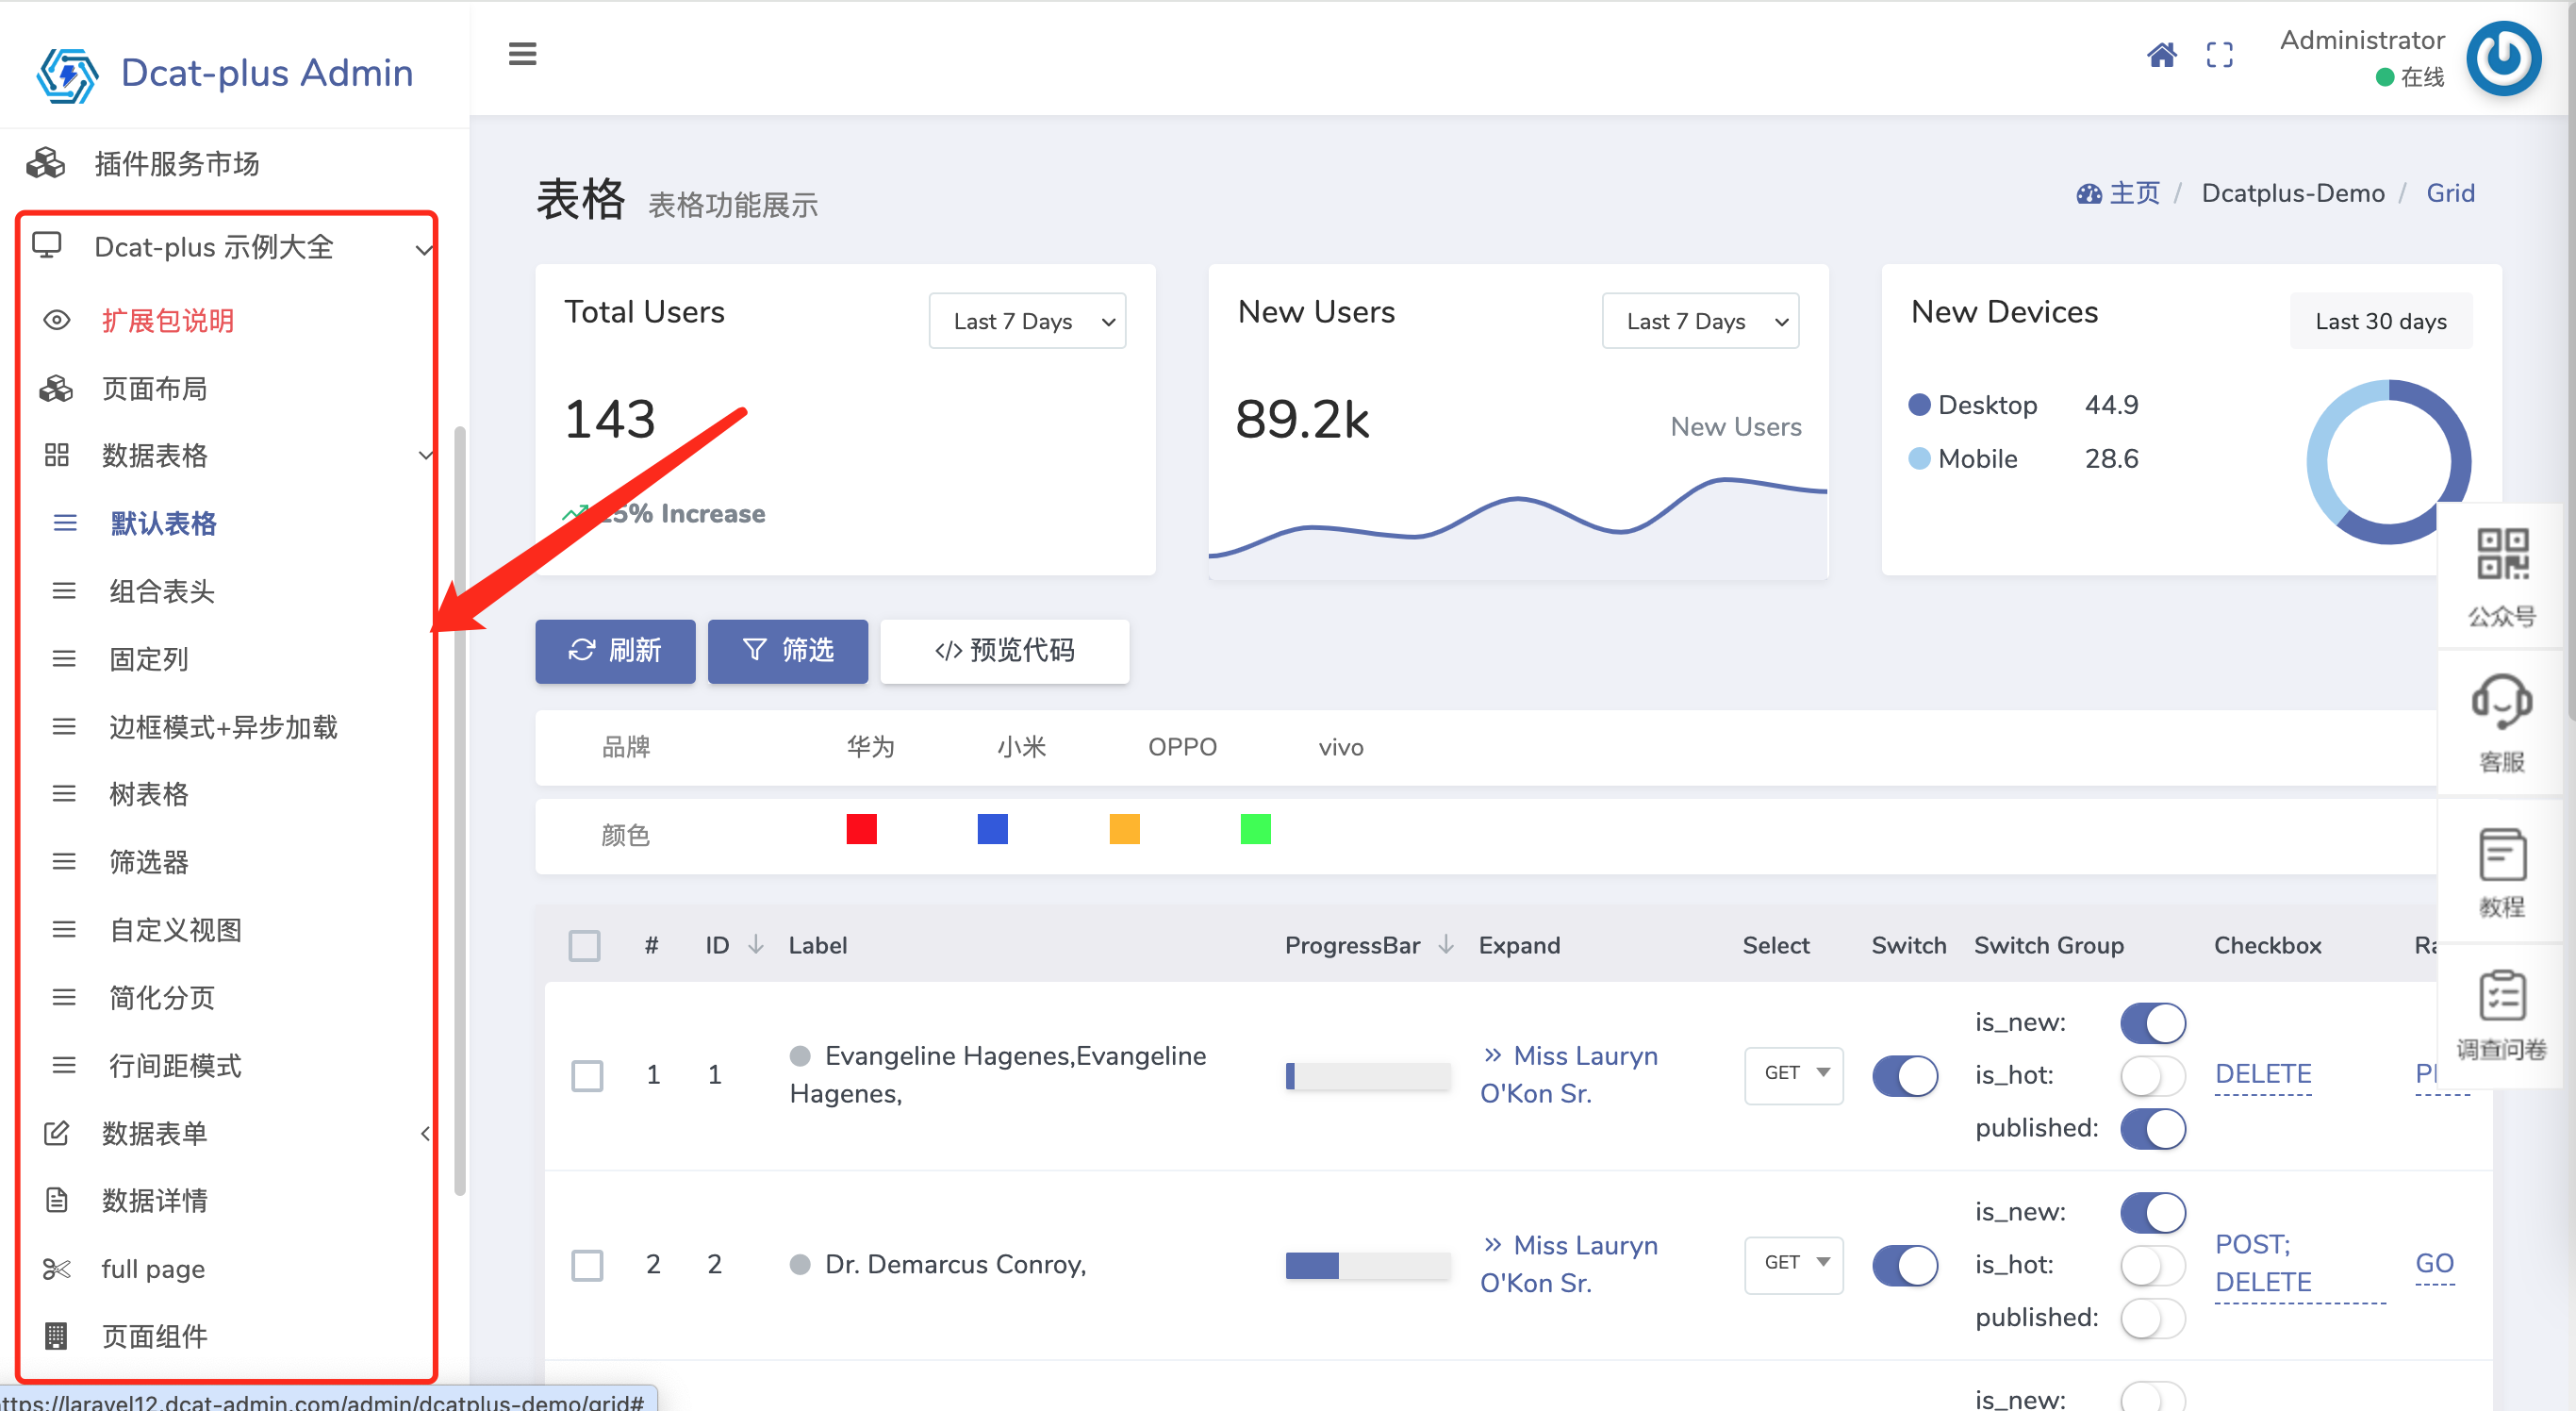 Dcat-plus Admin
插件服务市场
Dcat-plus 示例大全
扩展包说明
页面布局
数据表格
默认表格
组合表头
固定列
边框模式+异步加载
树表格
筛选器
自定义视图
简化分页
行间距模式
数据表单
数据详情
full page
页面组件
ttps://laravel12.dcat-admin.com/admin/dcatplus-demo/grid#
Administrator
在线
表格 表格功能展示
主页 / Dcatplus-Demo / Grid
Total Users
Last 7 Days
143
5% Increase
New Users
Last 7 Days
89.2k
New Users
New Devices
Last 30 days
Desktop 44.9
Mobile 28.6
刷新
筛选
</> 预览代码
品牌 华为 小米 OPPO vivo
颜色
# ID Label ProgressBar Expand Select Switch Switch Group Checkbox
1 1 Evangeline Hagenes,Evangeline
Hagenes,
Miss Lauryn
O'Kon Sr.
GET
is_new:
is_hot:
published:
DELETE
2 2 Dr. Demarcus Conroy,
Miss Lauryn
O'Kon Sr.
GET
is_new:
is_hot:
published:
POST;
DELETE
GO
is_new:
公众号
客服
教程
调查问卷